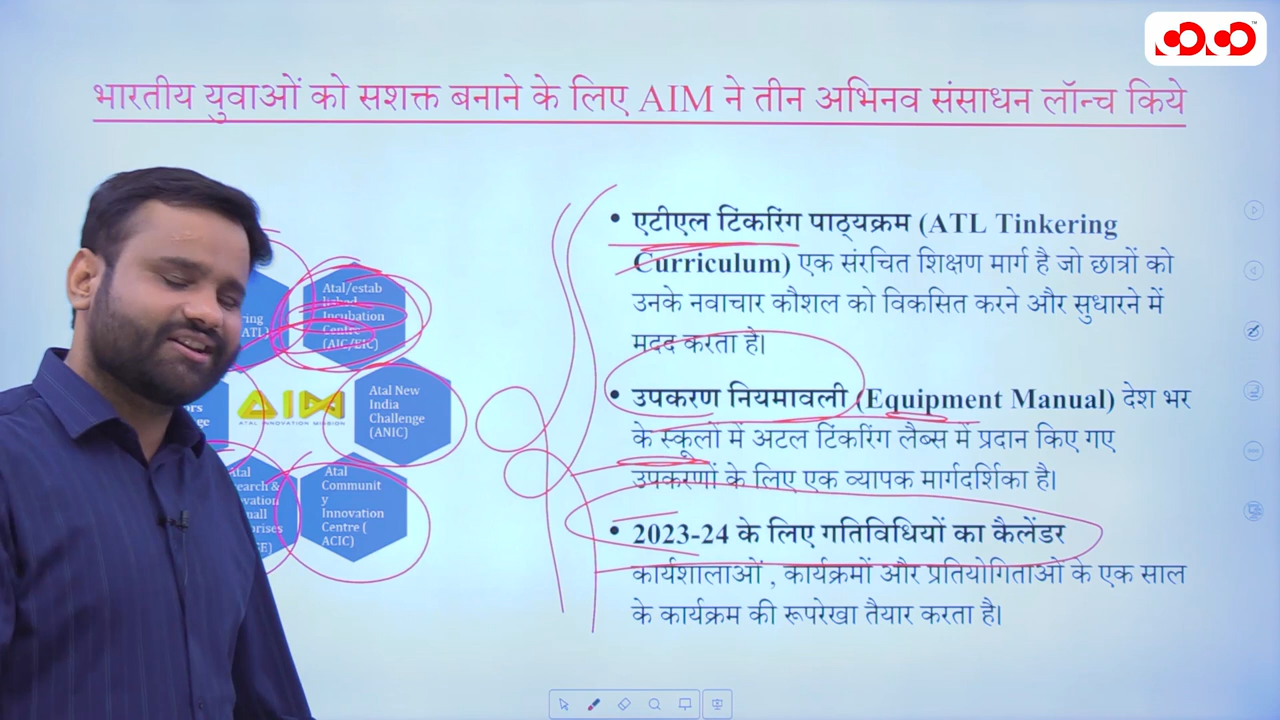 भारतीय युवाओं को सशक्त बनाने के लिए AIM ने तीन अभिनव संसाधन लॉन्च किये
Atal/estab
lished
Incubation
Centre
(AIC/EIC)
Atal New
India
Challenge
(ANIC)
AIM
ATAL INNOVATION MISSION
Atal
Communit
y
Innovation
Centre (
ACIC)
• एटीएल टिंकरिंग पाठ्यक्रम (ATL Tinkering
Curriculum) एक संरचित शिक्षण मार्ग है जो छात्रों को
उनके नवाचार कौशल को विकसित करने और सुधारने में
मदद करता है।
• उपकरण नियमावली (Equipment Manual) देश भर
के स्कूलों में अटल टिंकरिंग लैब्स में प्रदान किए गए
उपकरणों के लिए एक व्यापक मार्गदर्शिका है।
• 2023-24 के लिए गतिविधियों का कैलेंडर
कार्यशालाओं , कार्यक्रमों और प्रतियोगिताओं के एक साल
के कार्यक्रम की रूपरेखा तैयार करता है।